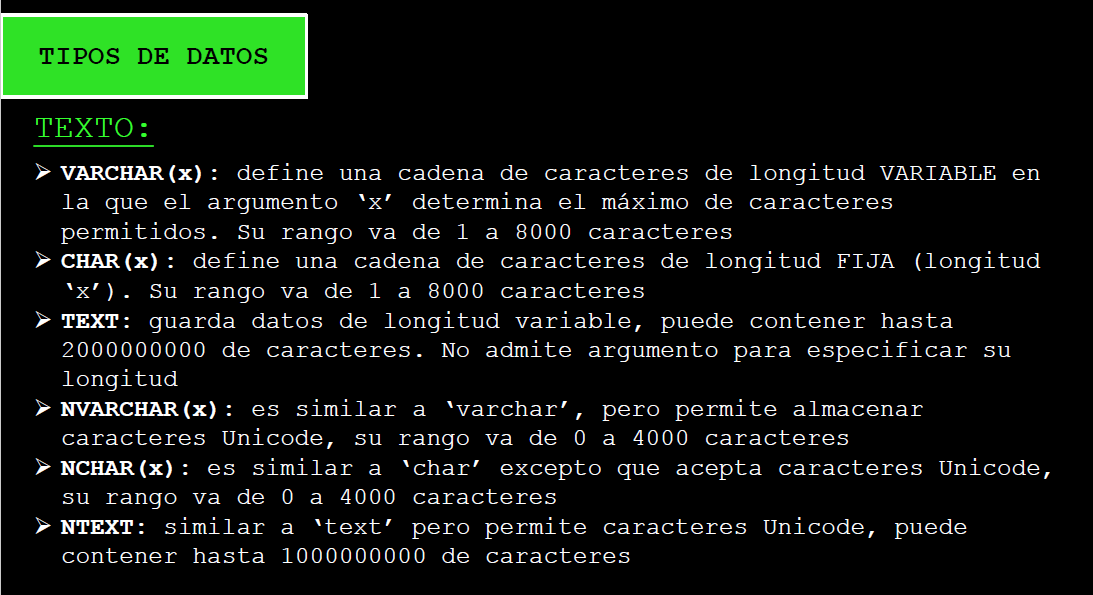 TIPOS DE DATOS
TEXTO:
➢ VARCHAR(x): define una cadena de caracteres de longitud VARIABLE en
la que el argumento ‘x’ determina el máximo de caracteres
permitidos. Su rango va de 1 a 8000 caracteres
➢ CHAR(x): define una cadena de caracteres de longitud FIJA (longitud
‘x’). Su rango va de 1 a 8000 caracteres
➢ TEXT: guarda datos de longitud variable, puede contener hasta
2000000000 de caracteres. No admite argumento para especificar su
longitud
➢ NVARCHAR(x): es similar a ‘varchar’, pero permite almacenar
caracteres Unicode, su rango va de 0 a 4000 caracteres
➢ NCHAR(x): es similar a ‘char’ excepto que acepta caracteres Unicode,
su rango va de 0 a 4000 caracteres
➢ NTEXT: similar a ‘text’ pero permite caracteres Unicode, puede
contener hasta 1000000000 de caracteres